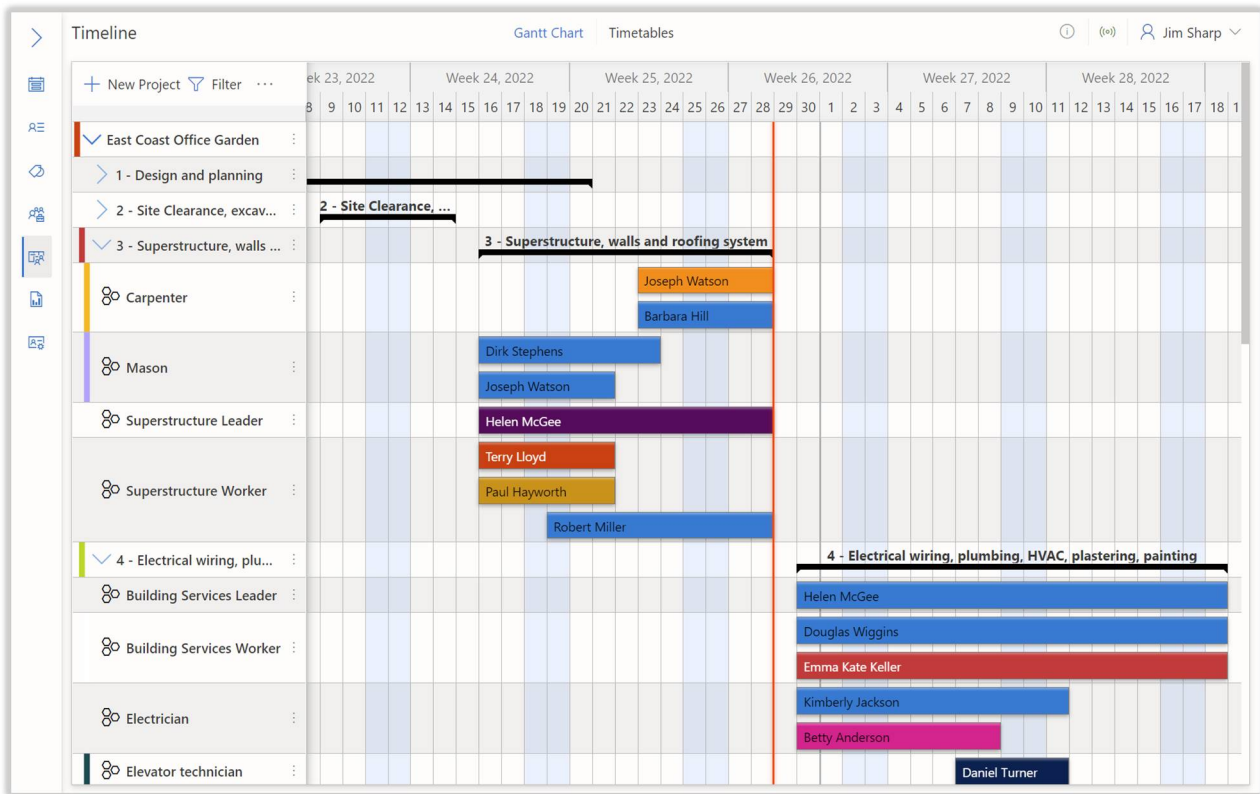 Timeline
Gantt Chart Timetables
Jim Sharp
New Project Filter ...
ek 23, 2022 Week 24, 2022 Week 25, 2022 Week 26, 2022 Week 27, 2022 Week 28, 2022
8 9 10 11 12 13 14 15 16 17 18 19 20 21 22 23 24 25 26 27 28 29 30 1 2 3 4 5 6 7 8 9 10 11 12 13 14 15 16 17 18 1
East Coast Office Garden
1 - Design and planning
2 - Site Clearance, excav... 2 - Site Clearance, ...
3 - Superstructure, walls ... 3 - Superstructure, walls and roofing system
Carpenter
Joseph Watson
Barbara Hill
Mason
Dirk Stephens
Joseph Watson
Superstructure Leader Helen McGee
Superstructure Worker
Terry Lloyd
Paul Hayworth
Robert Miller
4 - Electrical wiring, plu... 4 - Electrical wiring, plumbing, HVAC, plastering, painting
Building Services Leader Helen McGee
Building Services Worker
Douglas Wiggins
Emma Kate Keller
Electrician
Kimberly Jackson
Betty Anderson
Elevator technician Daniel Turner